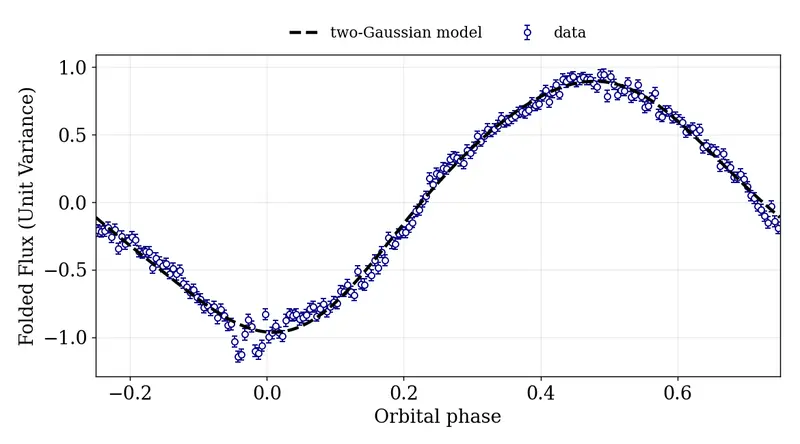 two-Gaussian model data
1.0
0.5
0.0
−0.5
−1.0
Folded Flux (Unit Variance)
−0.2 0.0 0.2 0.4 0.6
Orbital phase